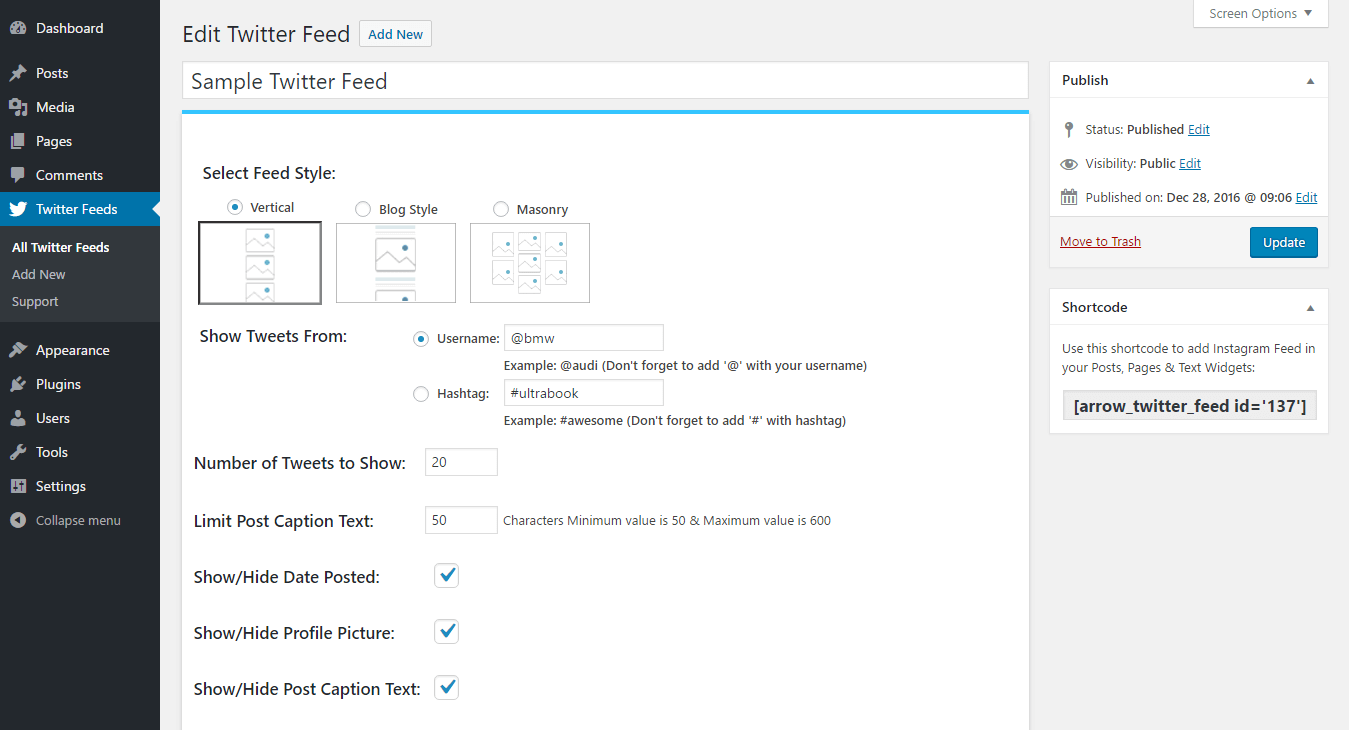 Dashboard
Posts
Media
Pages
Comments
Twitter Feeds
All Twitter Feeds
Add New
Support
Appearance
Plugins
Users
Tools
Settings
Collapse menu
Screen Options
Edit Twitter Feed Add New
Sample Twitter Feed
Select Feed Style:
Vertical Blog Style Masonry
Show Tweets From: Username: @bmw
Example: @audi (Don't forget to add '@' with your username)
Hashtag: #ultrabook
Example: #awesome (Don't forget to add '#' with hashtag)
Number of Tweets to Show: 20
Limit Post Caption Text: 50 Characters Minimum value is 50 & Maximum value is 600
Show/Hide Date Posted:
Show/Hide Profile Picture:
Show/Hide Post Caption Text:
Publish
Status: Published Edit
Visibility: Public Edit
Published on: Dec 28, 2016 @ 09:06 Edit
Move to Trash Update
Shortcode
Use this shortcode to add Instagram Feed in
your Posts, Pages & Text Widgets:
[arrow_twitter_feed id='137']